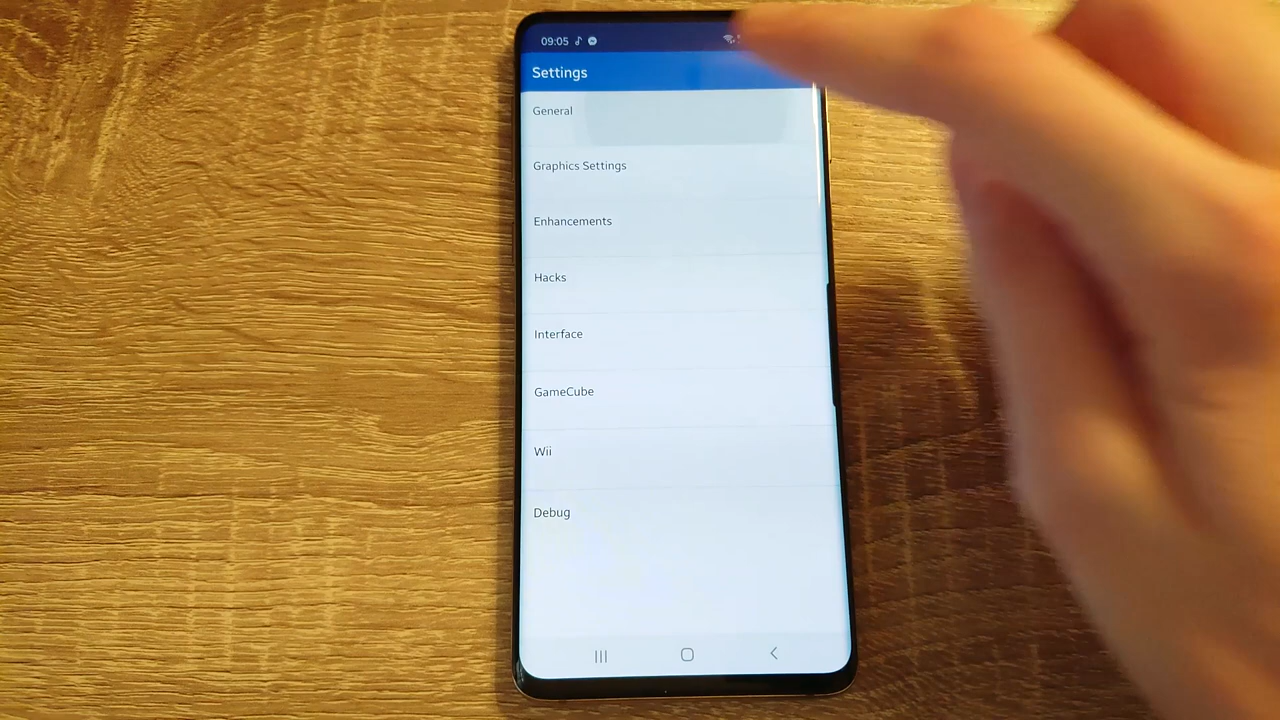 09:05
Settings
General
Graphics Settings
Enhancements
Hacks
Interface
GameCube
Wii
Debug